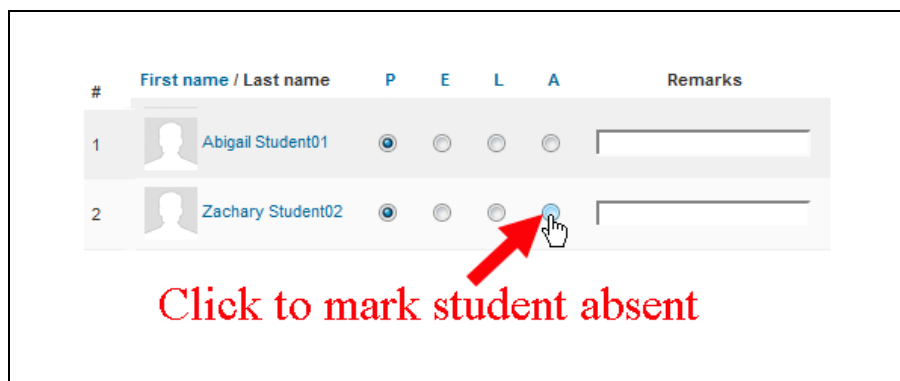 # First name / Last name P E L A Remarks
1 Abigail Student01
2 Zachary Student02
Click to mark student absent